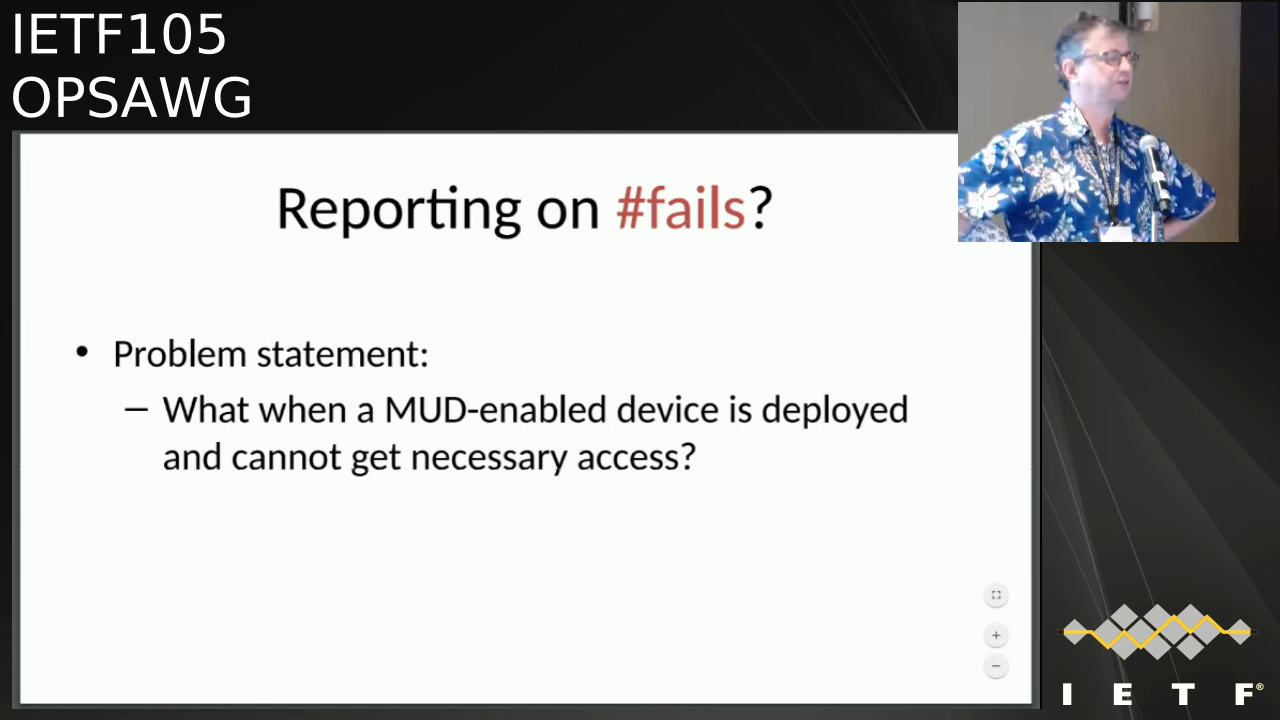 IETF105
OPSAWG
Reporting on #fails?
• Problem statement:
– What when a MUD-enabled device is deployed
and cannot get necessary access?
I E T F®